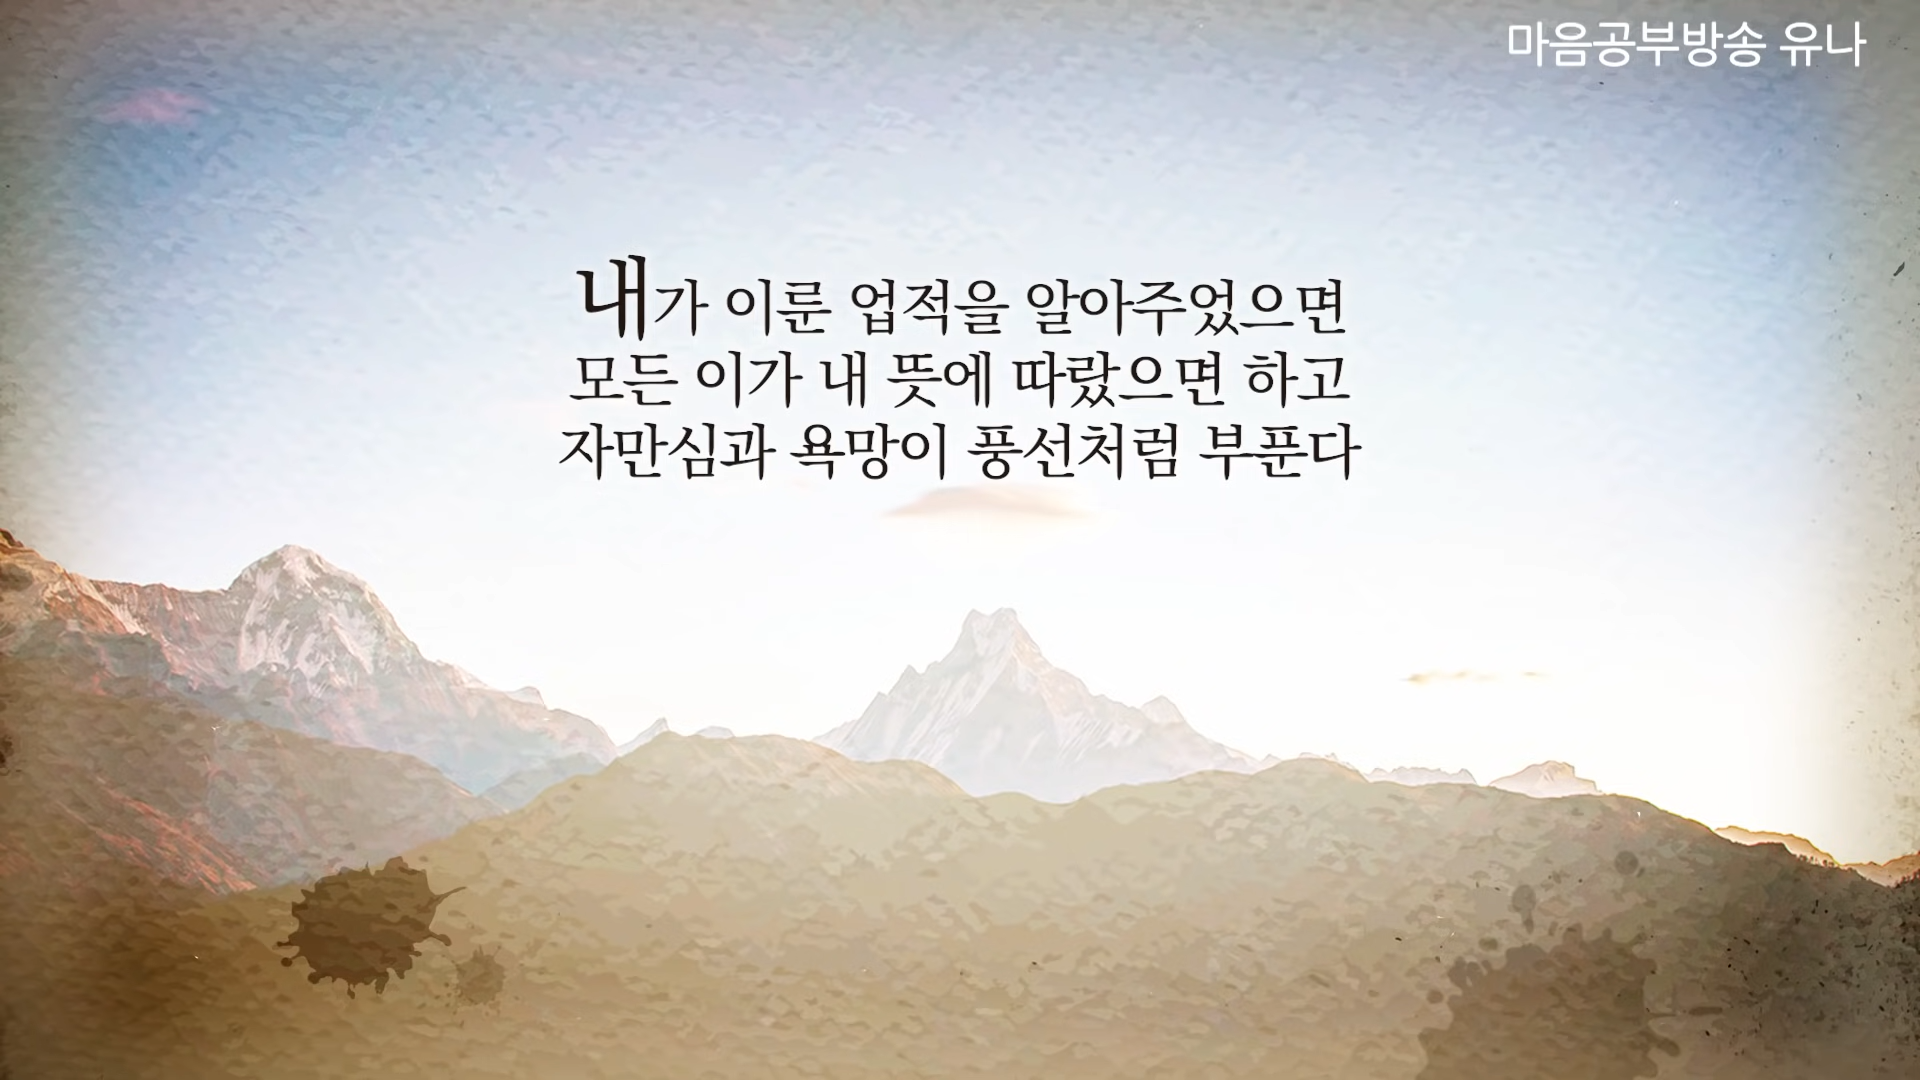 마음공부방송 유나
내가 이룬 업적을 알아주었으면
모든 이가 내 뜻에 따랐으면 하고
자만심과 욕망이 풍선처럼 부푼다